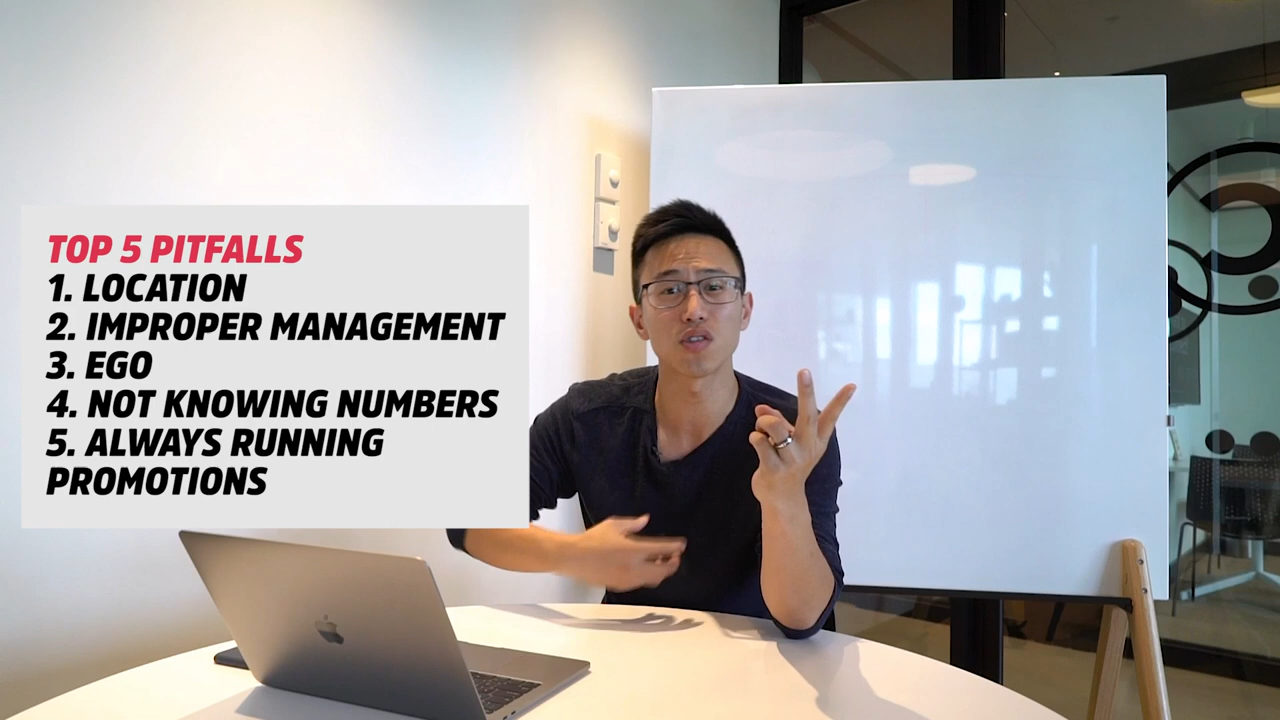 TOP 5 PITFALLS
1. LOCATION
2. IMPROPER MANAGEMENT
3. EGO
4. NOT KNOWING NUMBERS
5. ALWAYS RUNNING
PROMOTIONS